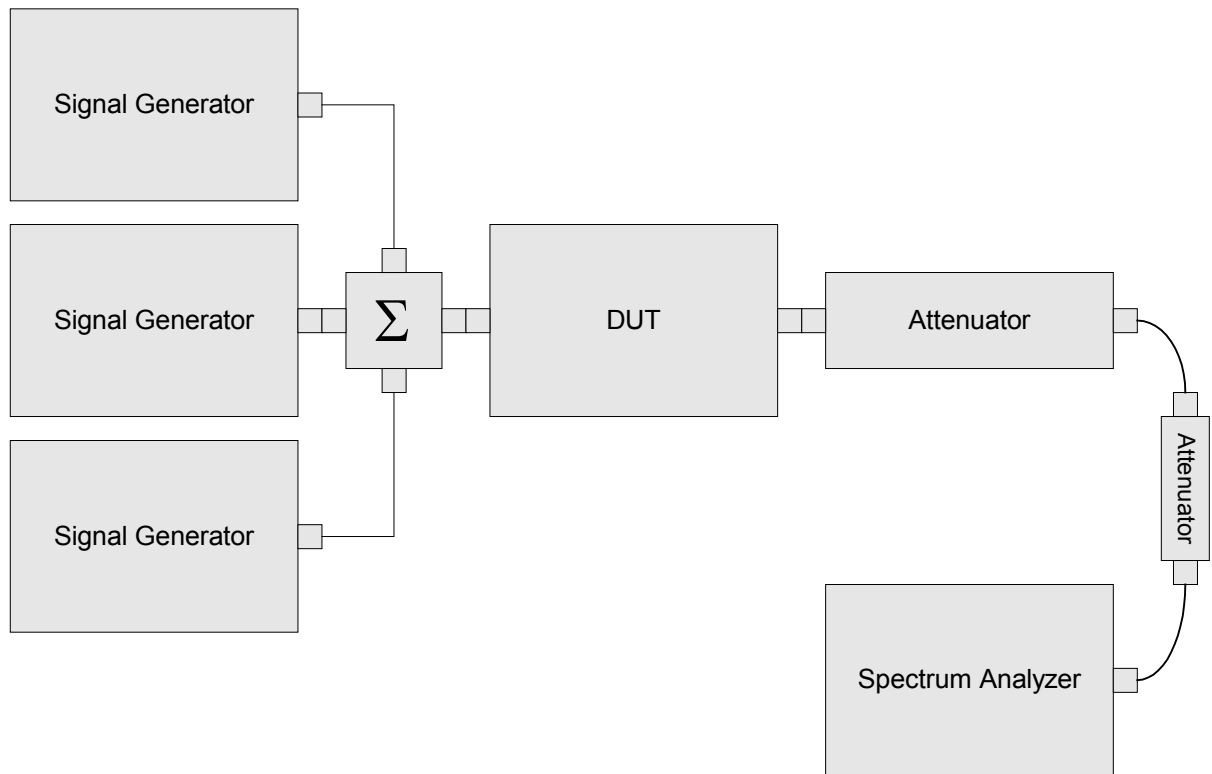 Signal Generator
Signal Generator
Σ
DUT
Attenuator
Signal Generator
Attenuator
Spectrum Analyzer